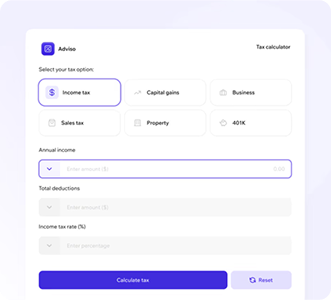 Adviso
Tax calculator
Select your tax option:
Income tax
Capital gains
Business
Sales tax
Property
401K
Annual income
Enter amount ($)
0.00
Total deductions
Enter amount ($)
Income tax rate (%)
Enter percentage
Calculate tax
Reset